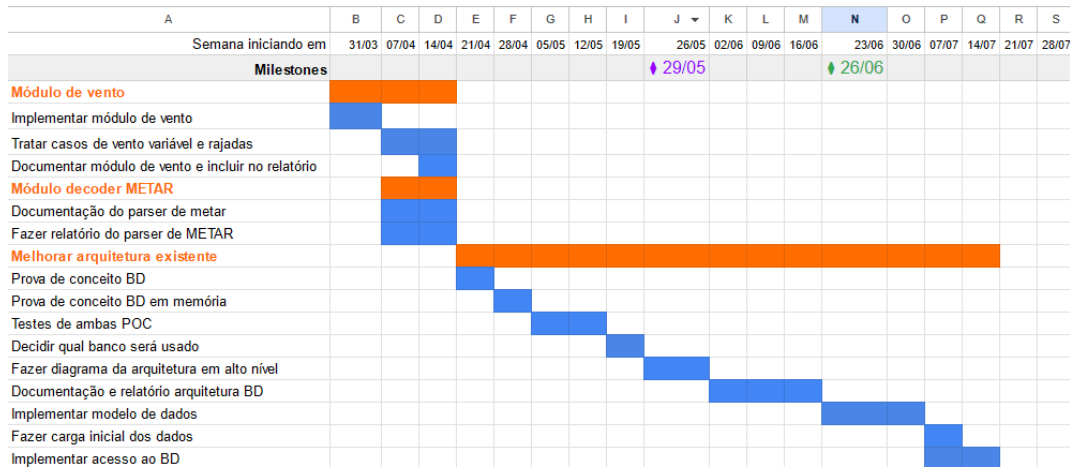 A B C D E F G H I J K L M N O P Q R S
Semana iniciando em 31/03 07/04 14/04 21/04 28/04 05/05 12/05 19/05 26/05 02/06 09/06 16/06 23/06 30/06 07/07 14/07 21/07 28/07
Milestones 29/05 26/06
Módulo de vento
Implementar módulo de vento
Tratar casos de vento variável e rajadas
Documentar módulo de vento e incluir no relatório
Módulo decoder METAR
Documentação do parser de metar
Fazer relatório do parser de METAR
Melhorar arquitetura existente
Prova de conceito BD
Prova de conceito BD em memória
Testes de ambas POC
Decidir qual banco será usado
Fazer diagrama da arquitetura em alto nível
Documentação e relatório arquitetura BD
Implementar modelo de dados
Fazer carga inicial dos dados
Implementar acesso ao BD